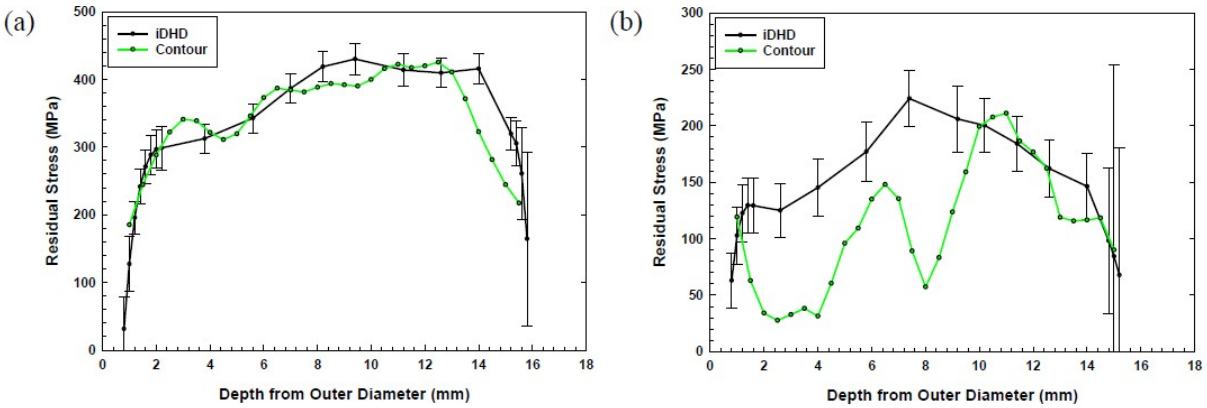 (a)
500
400
300
200
100
0
Residual Stress (MPa)
iDHD
Contour
0 2 4 6 8 10 12 14 16 18
Depth from Outer Diameter (mm)
(b)
300
250
200
150
100
50
0
Residual Stress (MPa)
iDHD
Contour
0 2 4 6 8 10 12 14 16 18
Depth from Outer Diameter (mm)